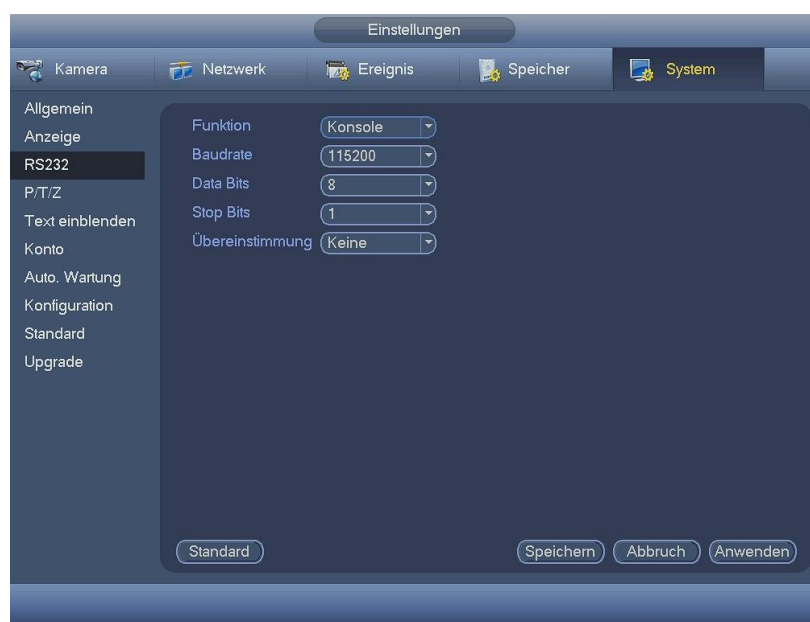 Einstellungen
Kamera Netzwerk Ereignis Speicher System
Allgemein
Anzeige
RS232
P/T/Z
Text einblenden
Konto
Auto. Wartung
Konfiguration
Standard
Upgrade
Funktion Konsole
Baudrate 115200
Data Bits 8
Stop Bits 1
Übereinstimmung Keine
Standard Speichern Abbruch Anwenden